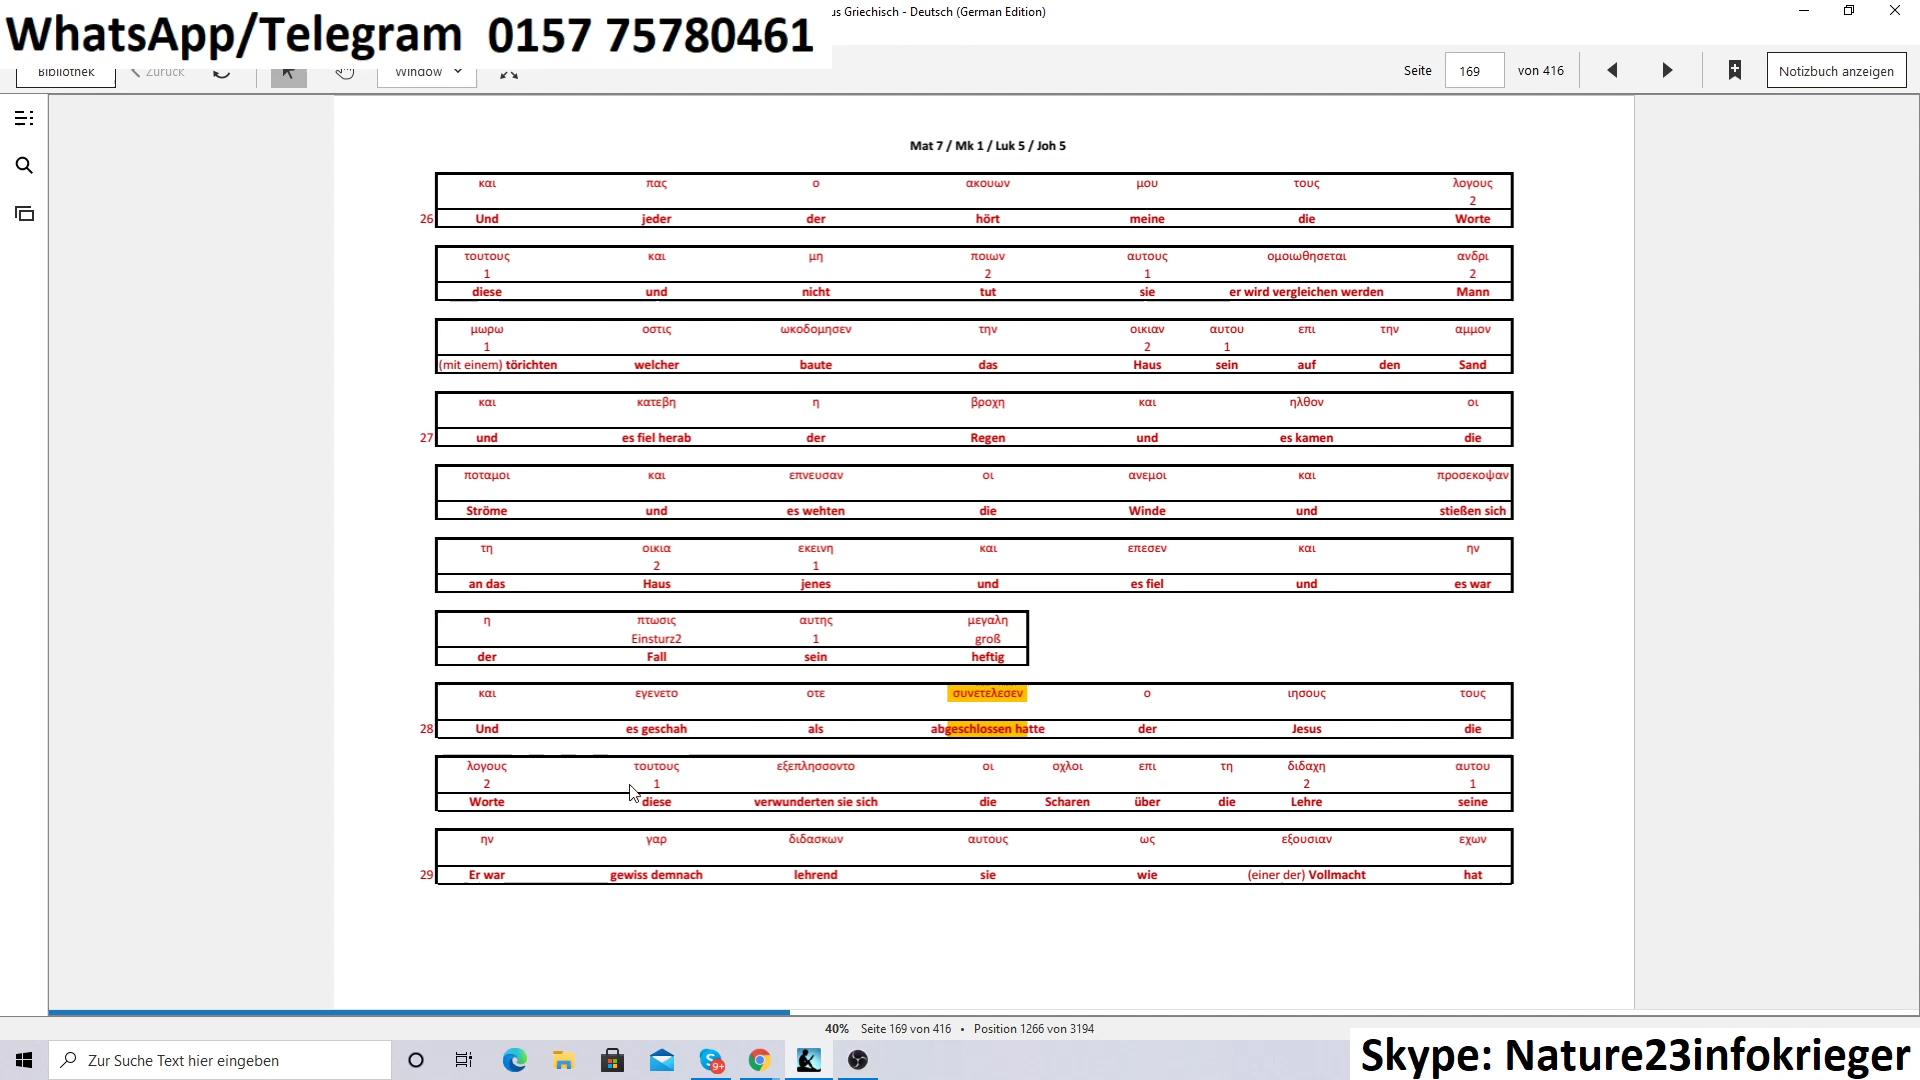 WhatsApp/Telegram 0157 75780461
us Griechisch - Deutsch (German Edition)
Bibliothek Zurück Window Seite 169 von 416 Notizbuch anzeigen
Mat 7 / Mk 1 / Luk 5 / Joh 5
και πας ο ακουων μου τους λογους
2
26 Und jeder der hört meine die Worte
τουτους και μη ποιων αυτους ομοιωθησεται ανδρι
1 2 1 2
diese und nicht tut sie er wird vergleichen werden Mann
μωρω οστις ωκοδομησεν την οικιαν αυτου επι την αμμον
1 2 1
(mit einem) törichten welcher baute das Haus sein auf den Sand
και κατεβη η βροχη και ηλθον οι
27 und es fiel herab der Regen und es kamen die
ποταμοι και επνευσαν οι ανεμοι και προσεκοψαν
Ströme und es wehten die Winde und stießen sich
τη οικια εκεινη και επεσεν και ην
2 1
an das Haus jenes und es fiel und es war
η πτωσις αυτης μεγαλη
Einsturz2 1 groß
der Fall sein heftig
και εγενετο οτε συνετελεσεν ο ιησους τους
28 Und es geschah als abgeschlossen hatte der Jesus die
λογους τουτους εξεπλησσοντο οι οχλοι επι τη διδαχη αυτου
2 1 2 1
Worte diese verwunderten sie sich die Scharen über die Lehre seine
ην γαρ διδασκων αυτους ως εξουσιαν εχων
29 Er war gewiss demnach lehrend sie wie (einer der) Vollmacht hat
40% Seite 169 von 416 • Position 1266 von 3194
Zur Suche Text hier eingeben 9+
Skype: Nature23infokrieger